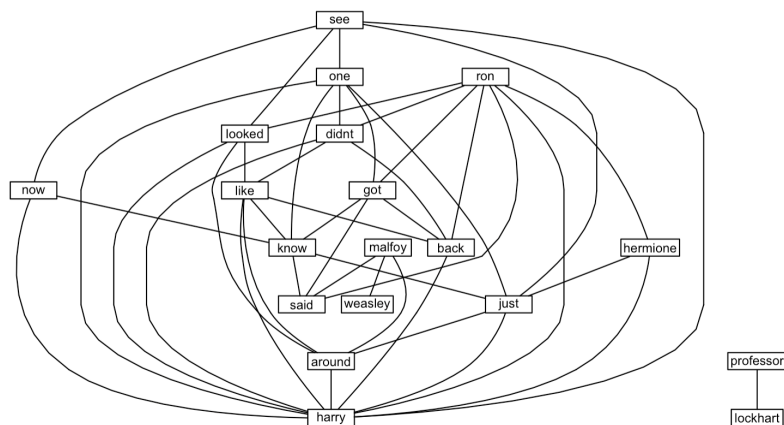 see
one
ron
looked
didnt
now
like
got
know
malfoy
back
hermione
said
weasley
just
around
professor
harry
lockhart